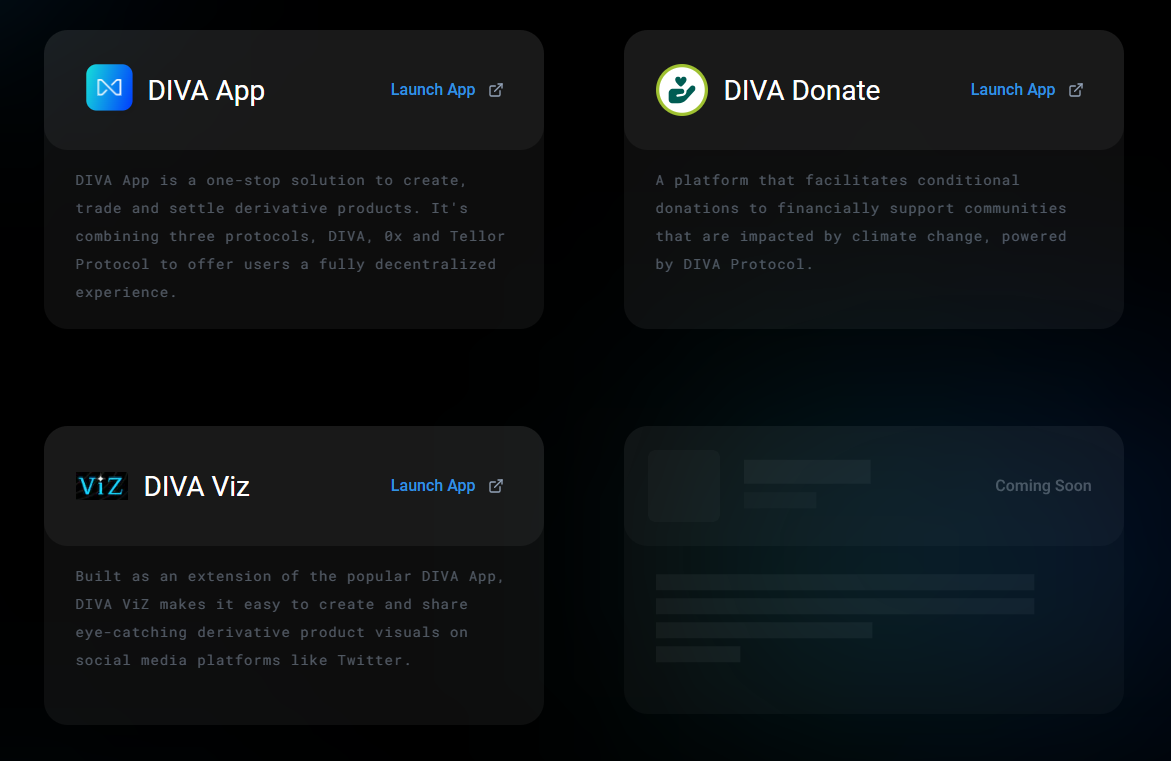 DIVA App
Launch App
DIVA App is a one-stop solution to create,
trade and settle derivative products. It's
combining three protocols, DIVA, 0x and Tellor
Protocol to offer users a fully decentralized
experience.
DIVA Donate
Launch App
A platform that facilitates conditional
donations to financially support communities
that are impacted by climate change, powered
by DIVA Protocol.
ViZ
DIVA Viz
Launch App
Built as an extension of the popular DIVA App,
DIVA ViZ makes it easy to create and share
eye-catching derivative product visuals on
social media platforms like Twitter.
Coming Soon